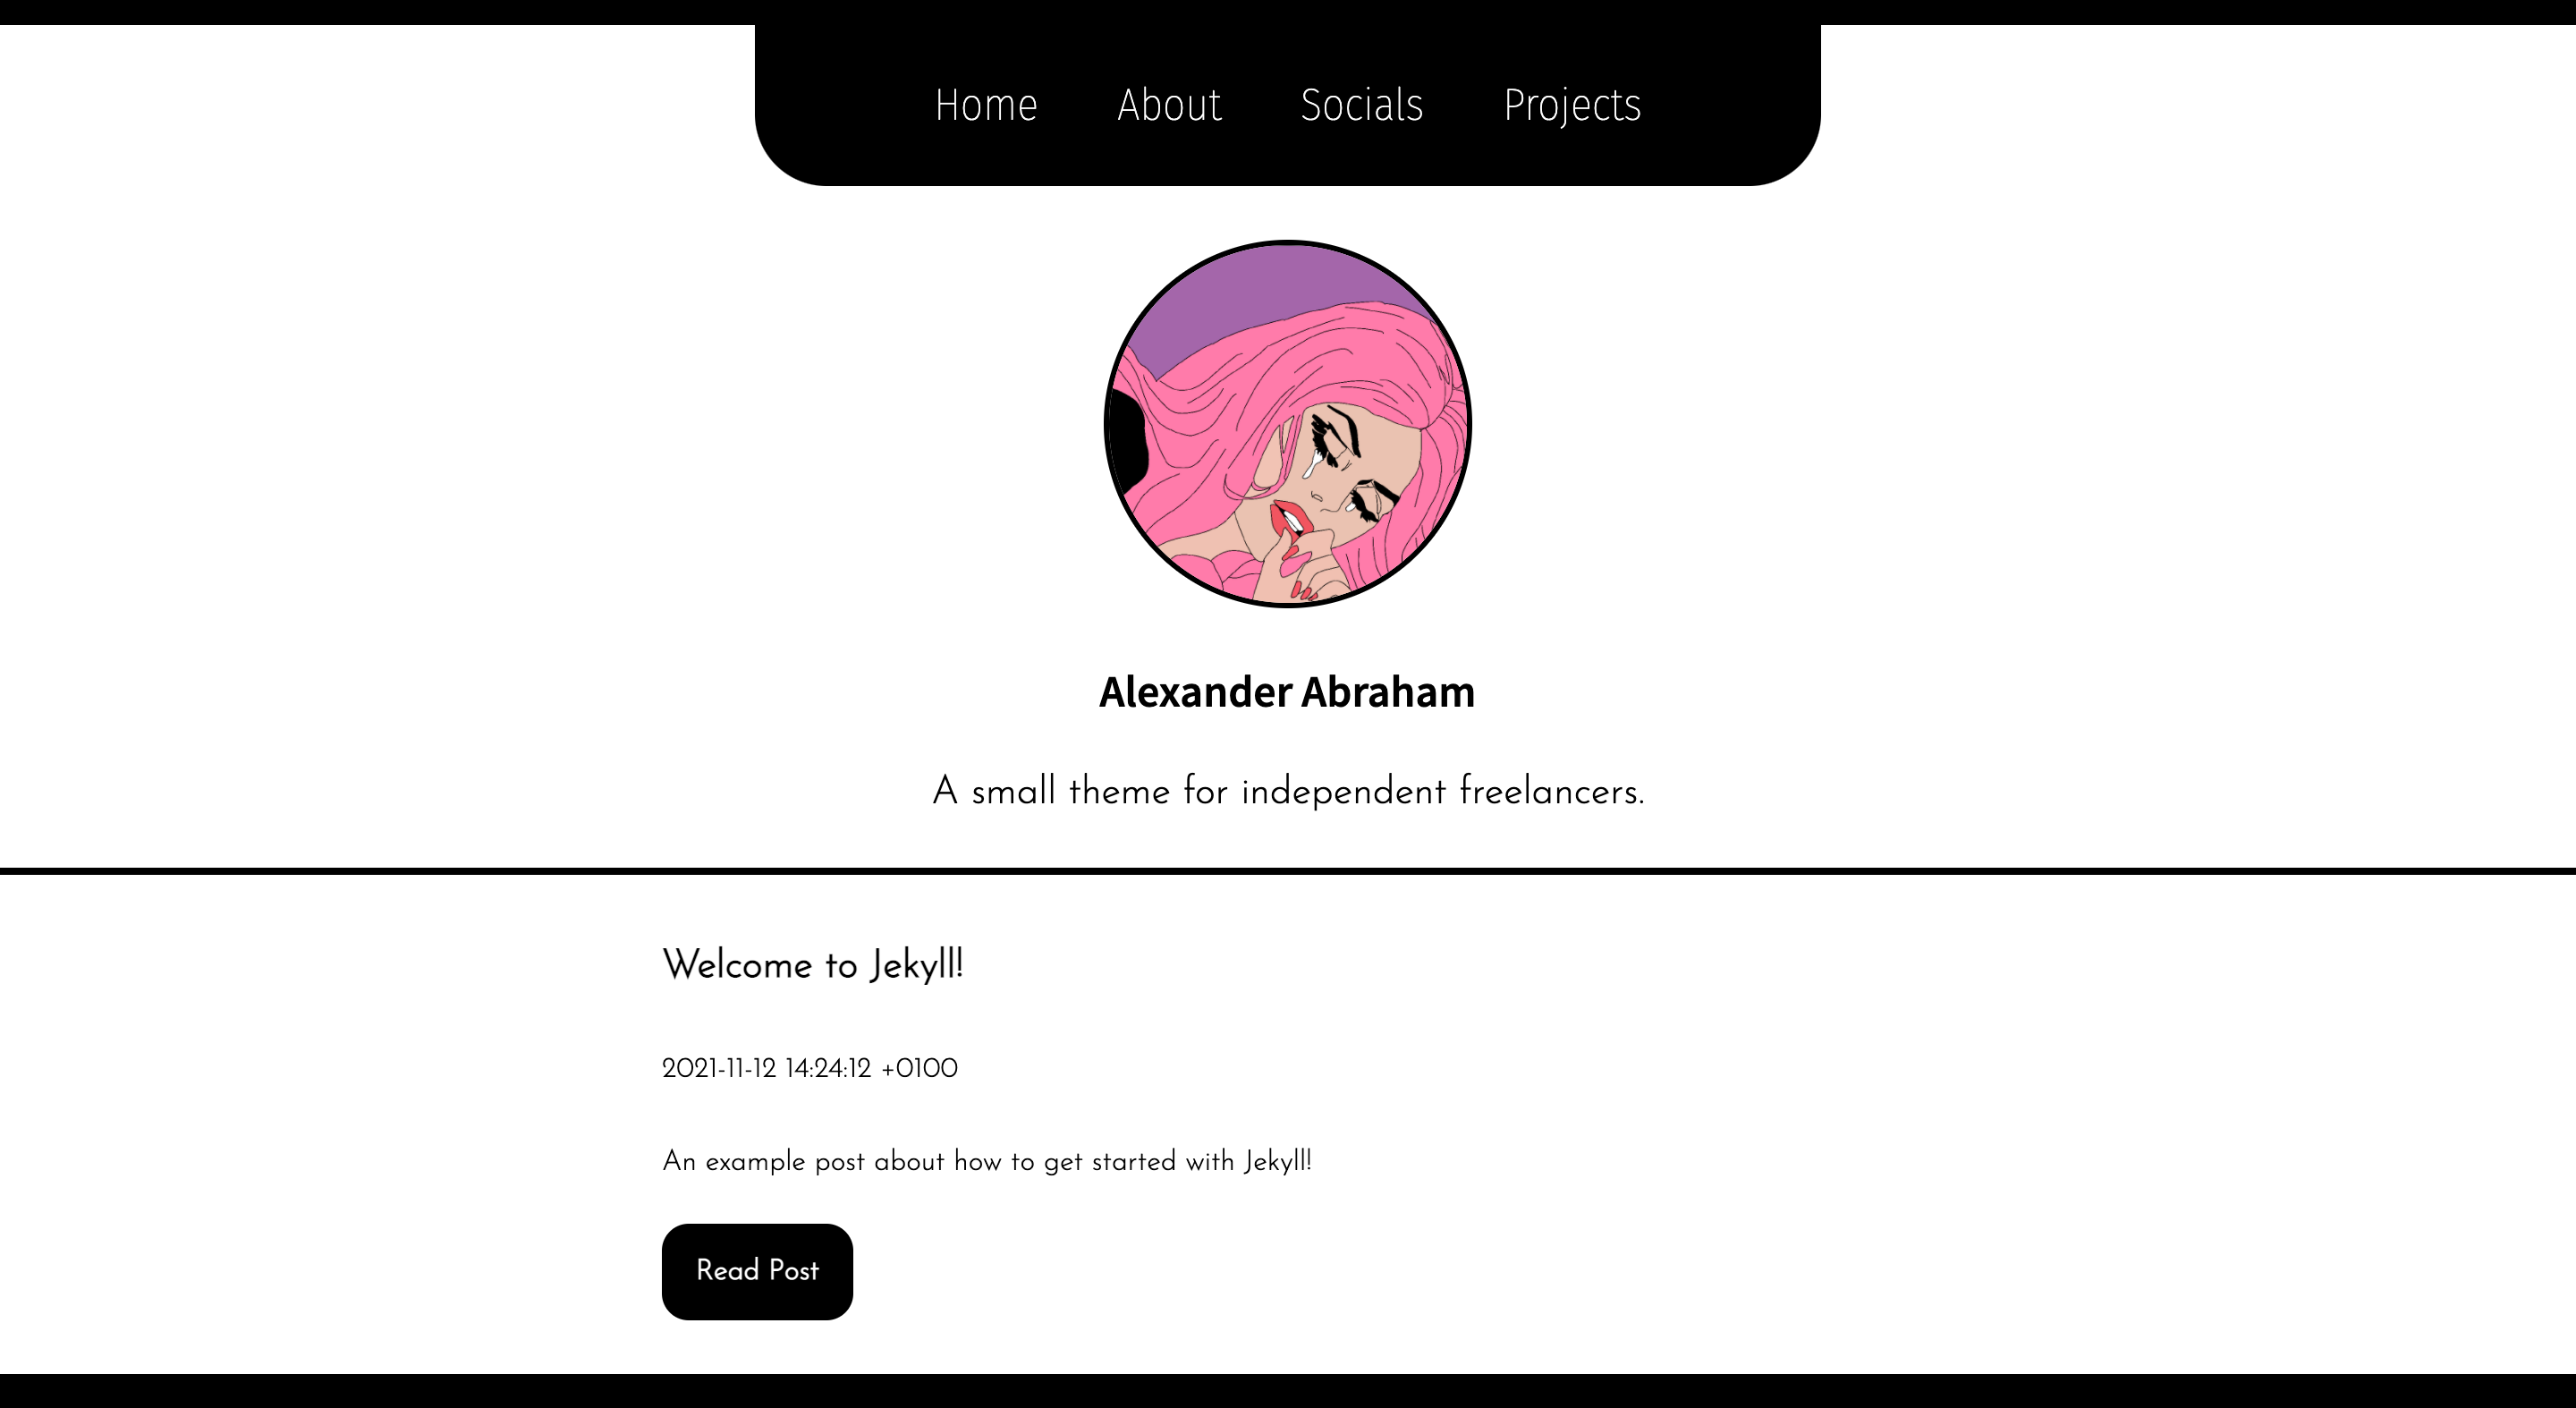 Home About Socials Projects
Alexander Abraham
A small theme for independent freelancers.
Welcome to Jekyll!
2021-11-12 14:24:12 +0100
An example post about how to get started with Jekyll!
Read Post